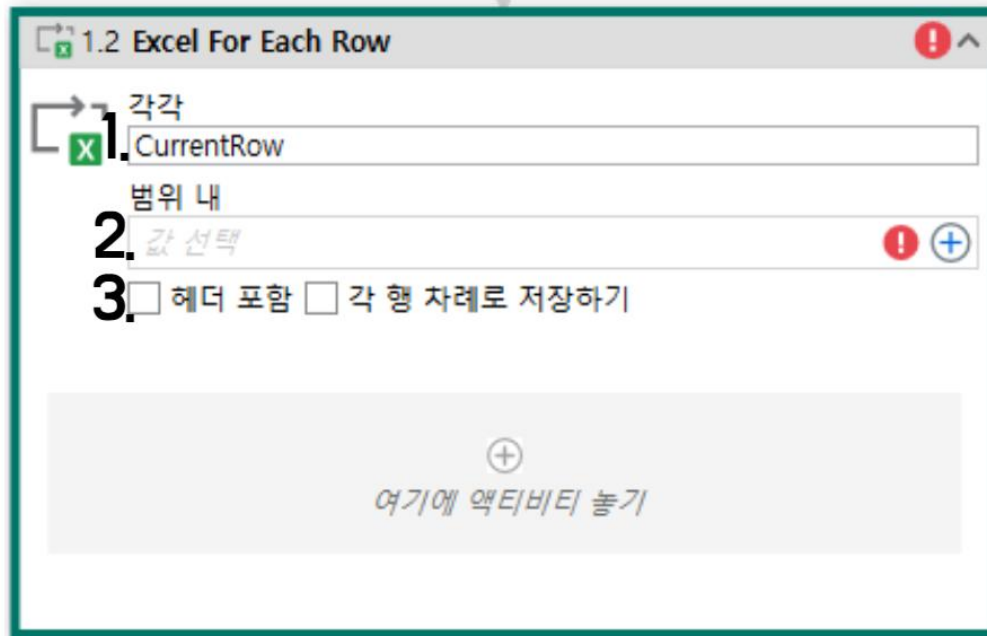 1.2 Excel For Each Row
각각
1. CurrentRow
범위 내
2. 값 선택
3. 헤더 포함 각 행 차례로 저장하기
여기에 액티비티 놓기